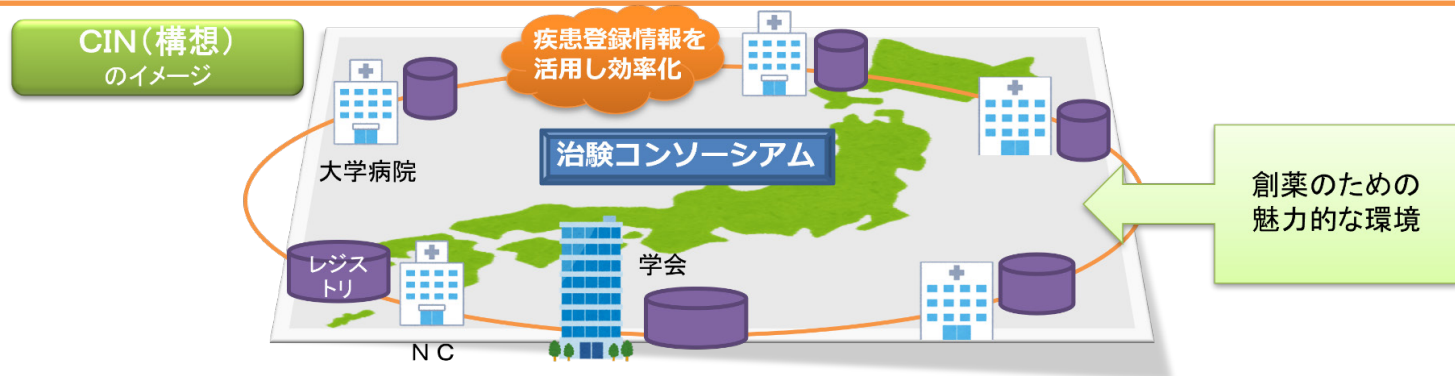 CIN（構想）
のイメージ
疾患登録情報を
活用し効率化
治験コンソーシアム
大学病院
創薬のための
魅力的な環境
レジス
トリ
学会
ＮＣ